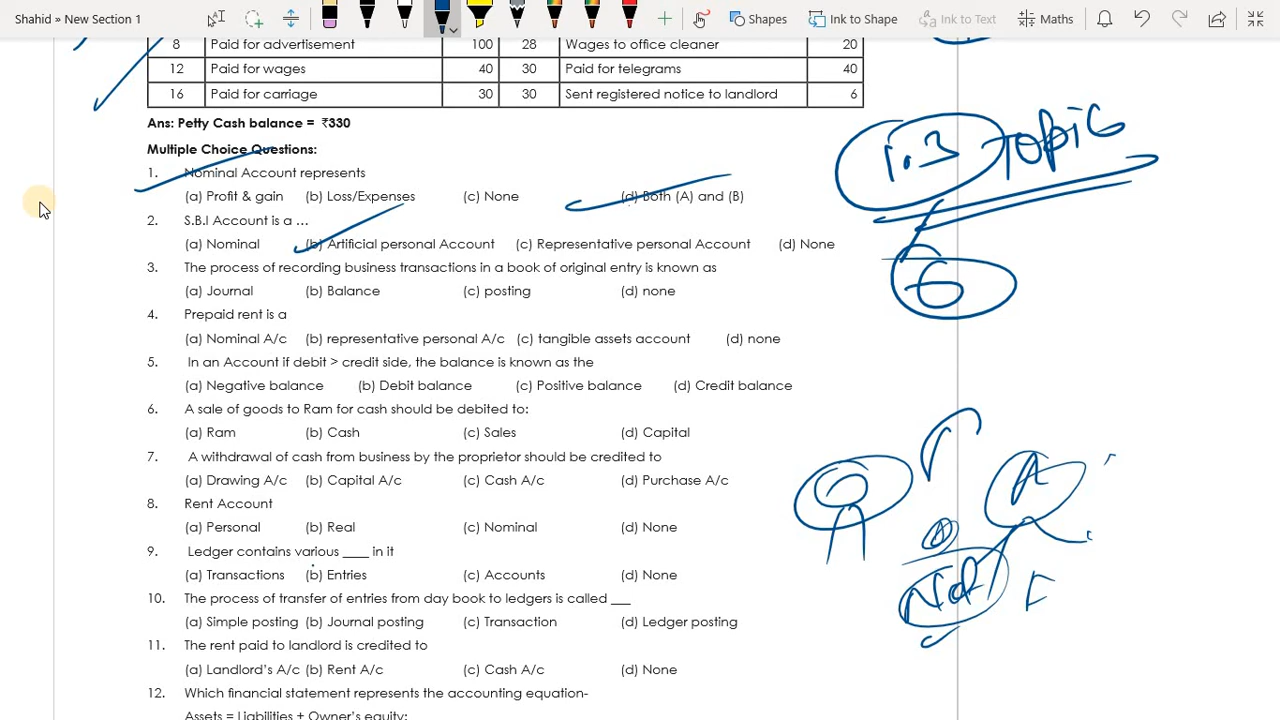 Shahid » New Section 1
Shapes
Ink to Shape
Ink to Text
Maths
8 Paid for advertisement 100 28 Wages to office cleaner 20
12 Paid for wages 40 30 Paid for telegrams 40
16 Paid for carriage 30 30 Sent registered notice to landlord 6
Ans: Petty Cash balance = ₹330
Multiple Choice Questions:
1. Nominal Account represents
(a) Profit & gain (b) Loss/Expenses (c) None (d) Both (A) and (B)
2. S.B.I Account is a ...
(a) Nominal (b) Artificial personal Account (c) Representative personal Account (d) None
3. The process of recording business transactions in a book of original entry is known as
(a) Journal (b) Balance (c) posting (d) none
4. Prepaid rent is a
(a) Nominal A/c (b) representative personal A/c (c) tangible assets account (d) none
5. In an Account if debit > credit side, the balance is known as the
(a) Negative balance (b) Debit balance (c) Positive balance (d) Credit balance
6. A sale of goods to Ram for cash should be debited to:
(a) Ram (b) Cash (c) Sales (d) Capital
7. A withdrawal of cash from business by the proprietor should be credited to
(a) Drawing A/c (b) Capital A/c (c) Cash A/c (d) Purchase A/c
8. Rent Account
(a) Personal (b) Real (c) Nominal (d) None
9. Ledger contains various ____ in it
(a) Transactions (b) Entries (c) Accounts (d) None
10. The process of transfer of entries from day book to ledgers is called ___
(a) Simple posting (b) Journal posting (c) Transaction (d) Ledger posting
11. The rent paid to landlord is credited to
(a) Landlord's A/c (b) Rent A/c (c) Cash A/c (d) None
12. Which financial statement represents the accounting equation-
Assets = Liabilities + Owner's equity:
1.3 Topic
6
A
A